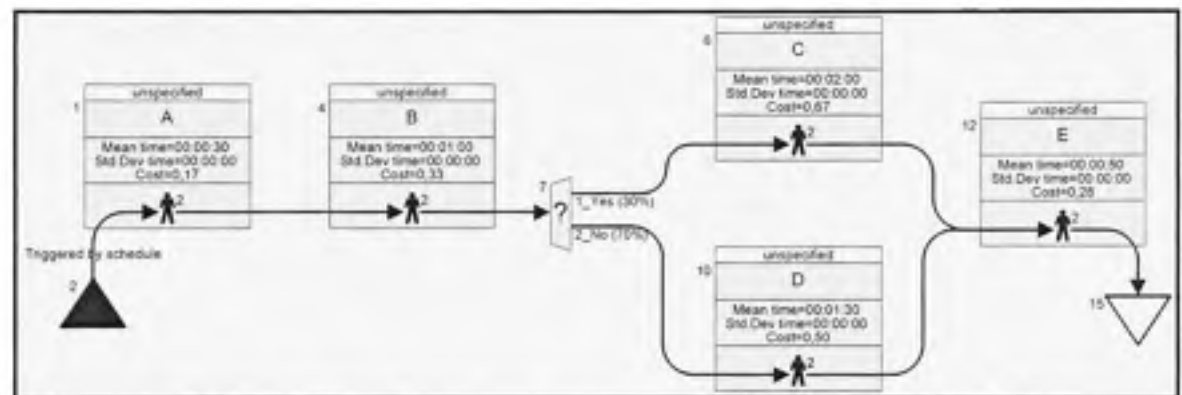 unspecified
6
C
Mean time=00:02:00
Std.Dev time=00:00:00
Cost=0,67
2
unspecified
1
A
Mean time=00:00:30
Std.Dev time=00:00:00
Cost=0,17
2
unspecified
4
B
Mean time=00:01:00
Std.Dev time=00:00:00
Cost=0,33
2
unspecified
12
E
Mean time=00:00:50
Std.Dev time=00:00:00
Cost=0,28
2
7
?
1_Yes (30%)
2_No (70%)
Triggered by schedule
2
unspecified
10
D
Mean time=00:01:30
Std.Dev time=00:00:00
Cost=0,50
2
15